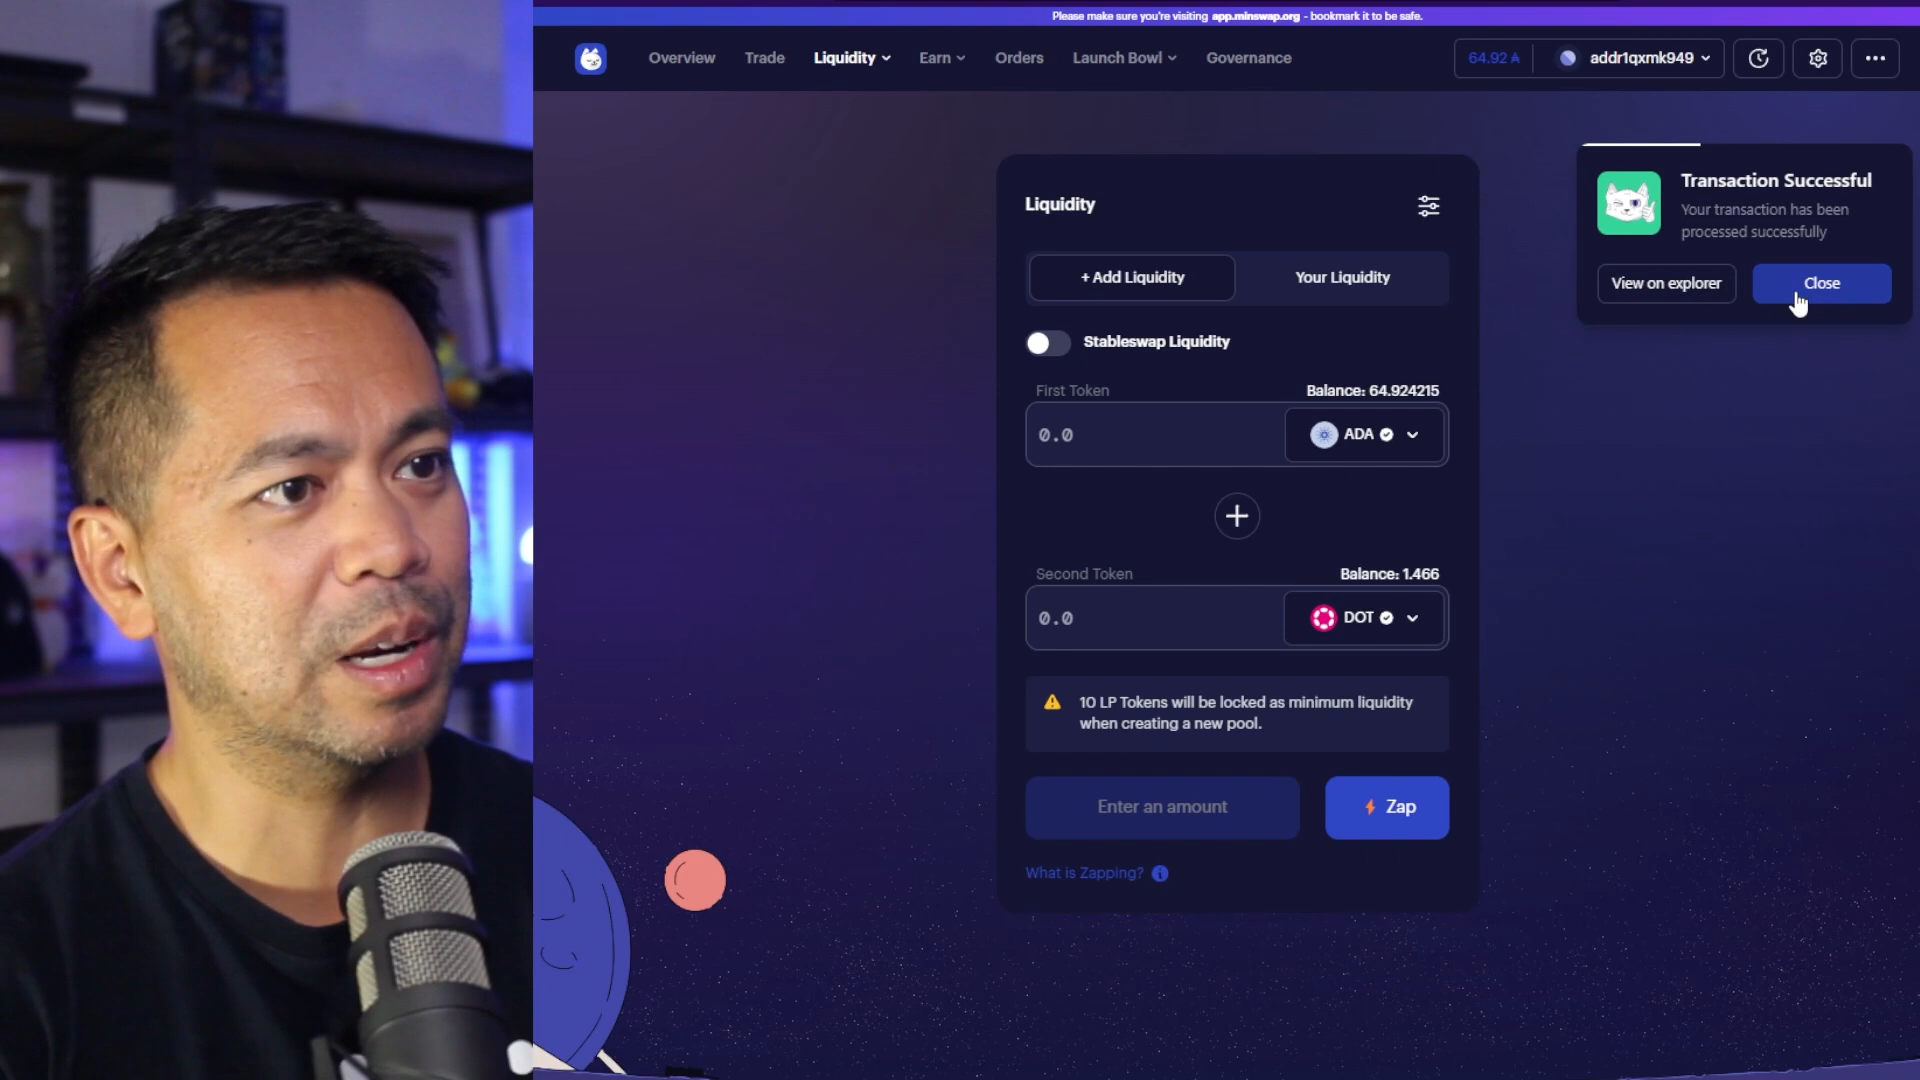 Please make sure you're visiting app.minswap.org - bookmark it to be safe.
Overview Trade Liquidity Earn Orders Launch Bowl Governance 64.92 ₳ addr1qxmk949
Transaction Successful
Your transaction has been
processed successfully
View on explorer Close
Liquidity
+ Add Liquidity Your Liquidity
Stableswap Liquidity
First Token Balance: 64.924215
0.0 ADA
Second Token Balance: 1.466
0.0 DOT
10 LP Tokens will be locked as minimum liquidity
when creating a new pool.
Enter an amount Zap
What is Zapping?